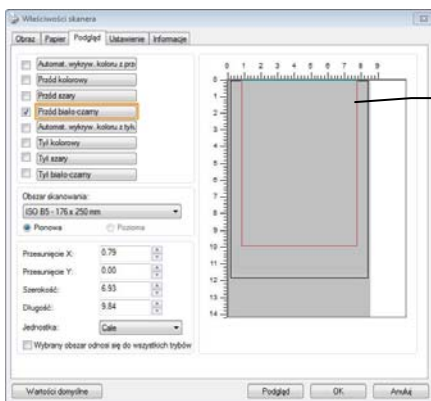 Właściwości skanera
Obraz Papier Podgląd Ustawienie Informacje
Automat. wykryw. koloru z prz
Przód kolorowy
Przód szary
Przód biało-czarny
Automat. wykryw. koloru z tyłu
Tył kolorowy
Tył szary
Tył biało-czarny
Obszar skanowania:
ISO B5 - 176 x 250 mm
Pionowa Pozioma
Przesunięcie X: 0.79
Przesunięcie Y: 0.00
Szerokość: 6.93
Długość: 9.84
Jednostka: Cale
Wybrany obszar odnosi się do wszystkich trybów
0 1 2 3 4 5 6 7 8 9
0
1
2
3
4
5
6
7
8
9
10
11
12
13
14
Wartości domyślne Podgląd OK Anuluj